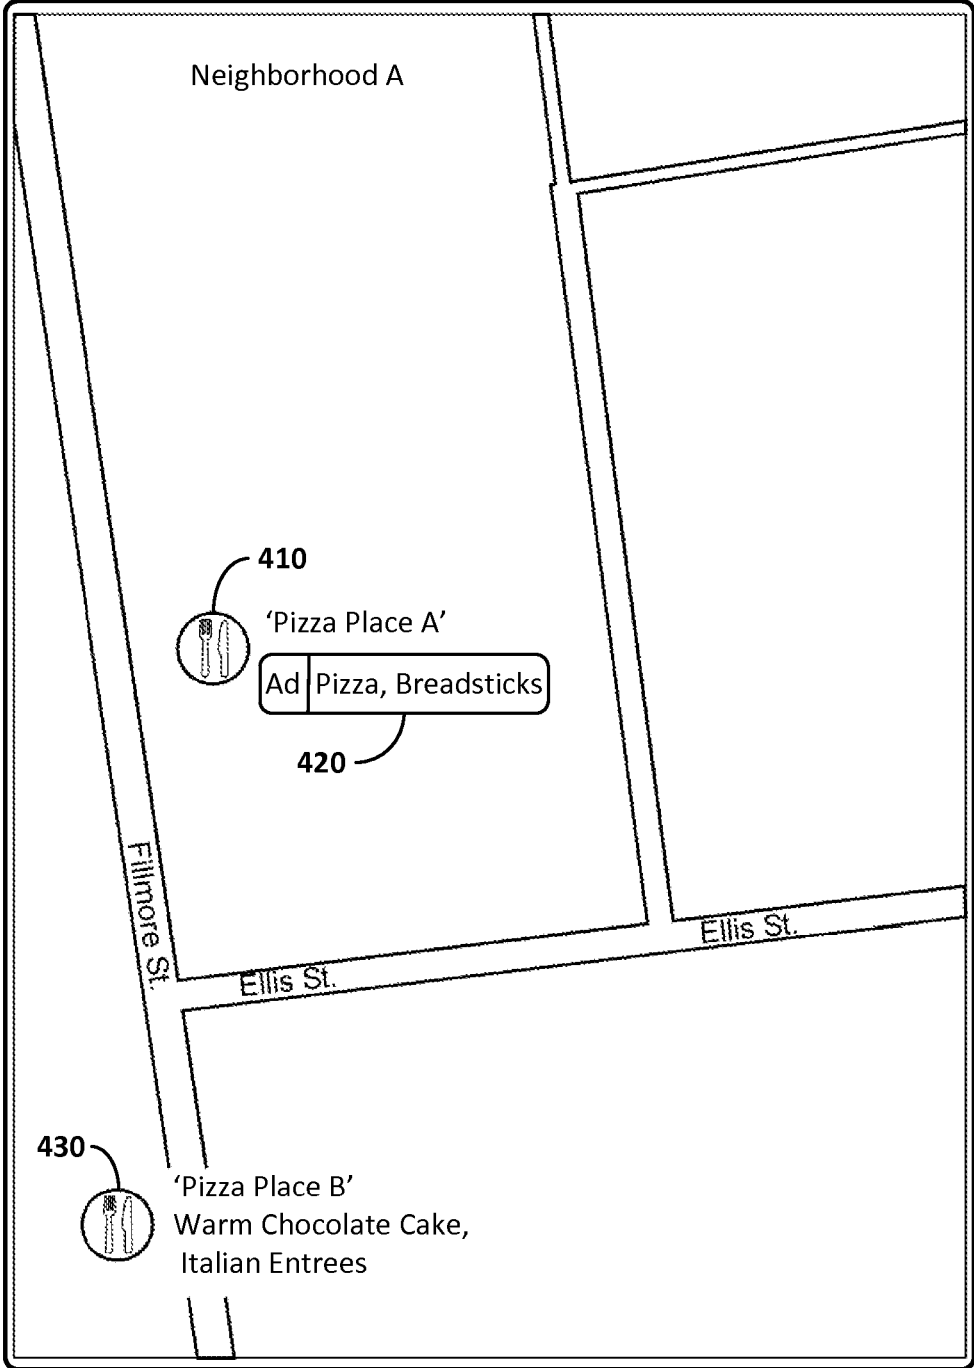 Neighborhood A
410
‘Pizza Place A’
Ad Pizza, Breadsticks
420
Fillmore St.
Ellis St.
Ellis St.
430
‘Pizza Place B’
Warm Chocolate Cake,
Italian Entrees